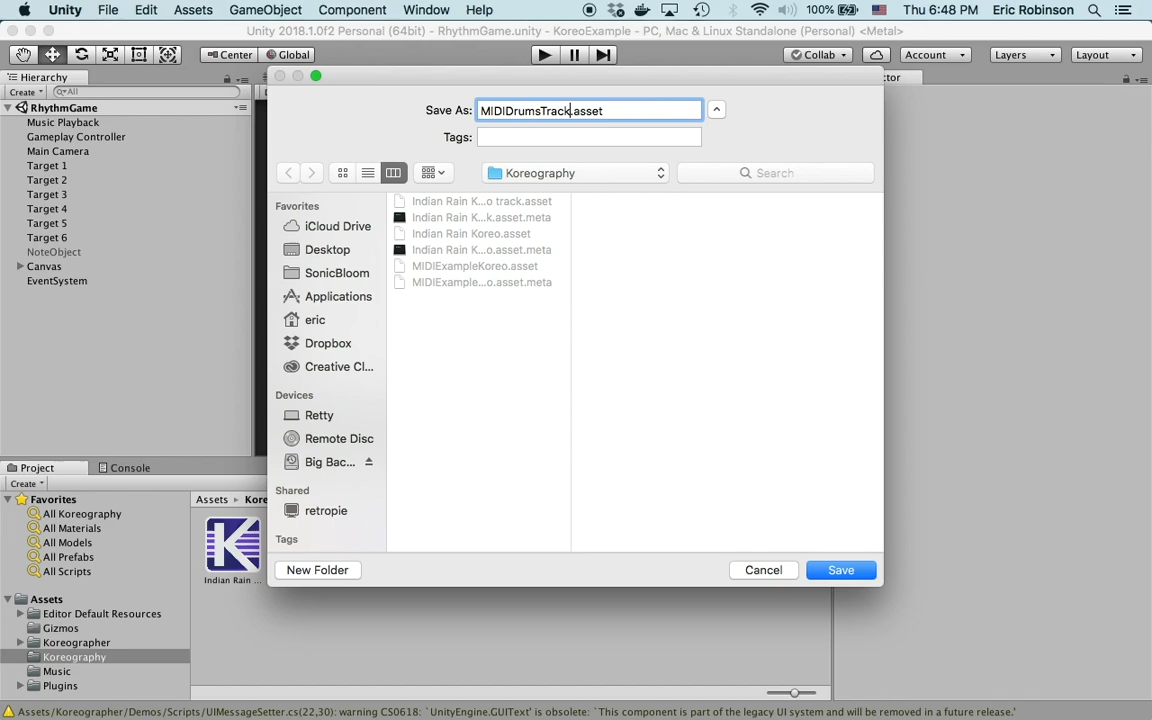 Unity File Edit Assets GameObject Component Window Help 100% Thu 6:48 PM Eric Robinson
Unity 2018.1.0f2 Personal (64bit) - RhythmGame.unity - KoreoExample - PC, Mac & Linux Standalone (Personal) <Metal>
Center Global Collab Account Layers Layout
Hierarchy
tor
Create All
Save As: MIDIDrumsTrack.asset
RhythmGame
Music Playback
Gameplay Controller
Tags:
Main Camera
Target 1
Koreography Search
Target 2
Target 3
Target 4
Target 5
Target 6
NoteObject
Canvas
EventSystem
Favorites
iCloud Drive
Desktop
SonicBloom
Applications
eric
Dropbox
Creative Cl...
Devices
Retty
Remote Disc
Big Bac...
Shared
retropie
Tags
Indian Rain K...o track.asset
Indian Rain K...k.asset.meta
Indian Rain Koreo.asset
Indian Rain K...o.asset.meta
MIDIExampleKoreo.asset
MIDIExample...o.asset.meta
New Folder Cancel Save
Project Console
Create
Favorites
All Koreography
All Materials
All Models
All Prefabs
All Scripts
Assets
Editor Default Resources
Gizmos
Koreographer
Koreography
Music
Plugins
Assets Kore
Indian Rain ...
Assets/Koreographer/Demos/Scripts/UIMessageSetter.cs(22,30): warning CS0618: `UnityEngine.GUIText' is obsolete: `This component is part of the legacy UI system and will be removed in a future release.'